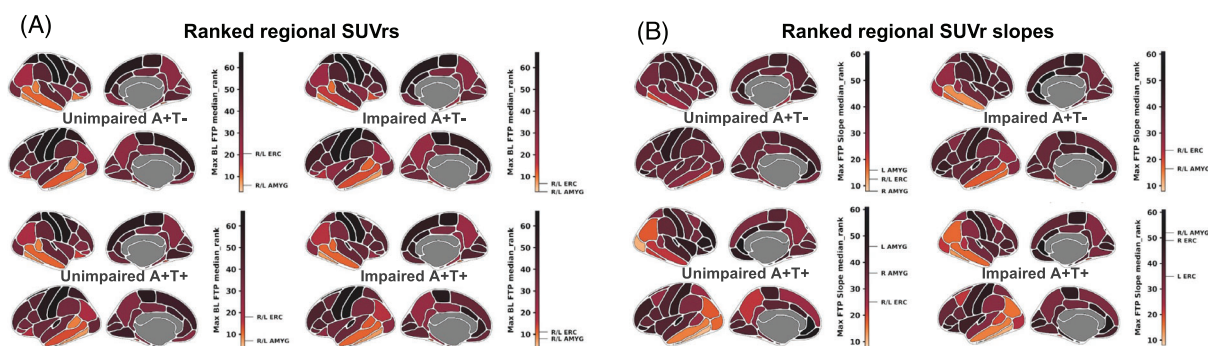 (A)
Ranked regional SUVrs
Unimpaired A+T-
Max BL FTP median_rank
60
50
40
30
20
10
R/L ERC
R/L AMYG
Impaired A+T-
Max BL FTP median_rank
60
50
40
30
20
10
R/L ERC
R/L AMYG
Unimpaired A+T+
Max BL FTP median_rank
60
50
40
30
20
10
R/L ERC
R/L AMYG
Impaired A+T+
Max BL FTP median_rank
60
50
40
30
20
10
R/L ERC
R/L AMYG
(B)
Ranked regional SUVr slopes
Unimpaired A+T-
Max FTP Slope median_rank
60
50
40
30
20
10
L AMYG
R/L ERC
R AMYG
Impaired A+T-
Max FTP Slope median_rank
60
50
40
30
20
10
R/L ERC
R/L AMYG
Unimpaired A+T+
Max FTP Slope median_rank
60
50
40
30
20
10
L AMYG
R AMYG
R/L ERC
Impaired A+T+
Max FTP Slope median_rank
60
50
40
30
20
10
R/L AMYG
R ERC
L ERC